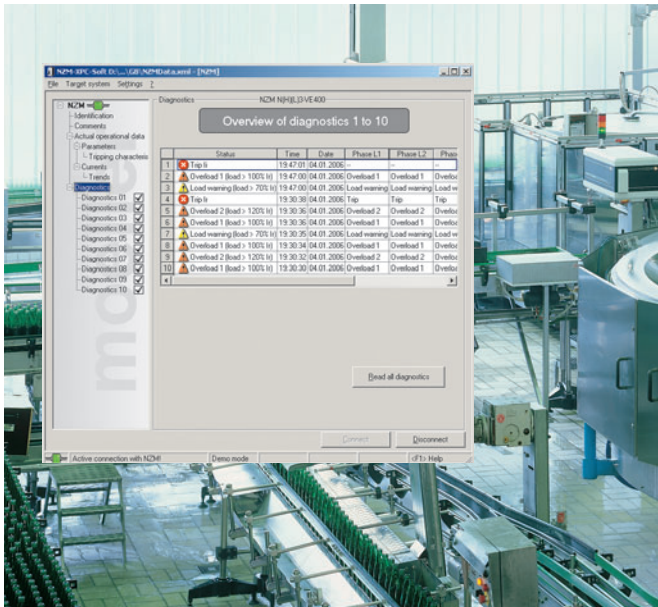 NZM-XPC-Soft D:\...\GB\NZMData.xml - [NZM]
File Target system Settings ?
NZM
Identification
Comments
Actual operational data
Parameters
Tripping characteris
Currents
Trends
Diagnostics
Diagnostics 01
Diagnostics 02
Diagnostics 03
Diagnostics 04
Diagnostics 05
Diagnostics 06
Diagnostics 07
Diagnostics 08
Diagnostics 09
Diagnostics 10
Diagnostics NZM N(H)(L)3-VE400
Overview of diagnostics 1 to 10
Status Time Date Phase L1 Phase L2 Phase
1 Trip Ii 19:47:01 04.01.2006 -- -- --
2 Overload 1 (load > 100% Ir) 19:47:00 04.01.2006 Overload 1 Overload 1 Overloa
3 Load warning (load > 70% Ir) 19:47:00 04.01.2006 Load warning Load warning Load w
4 Trip Ir 19:30:38 04.01.2006 Trip Trip Trip
5 Overload 2 (load > 120% Ir) 19:30:36 04.01.2006 Overload 2 Overload 2 Overloa
6 Overload 1 (load > 100% Ir) 19:30:36 04.01.2006 Overload 1 Overload 1 Overloa
7 Load warning (load > 70% Ir) 19:30:35 04.01.2006 Load warning Load warning Load w
8 Overload 1 (load > 100% Ir) 19:30:34 04.01.2006 Overload 1 Overload 1 Overloa
9 Overload 2 (load > 120% Ir) 19:30:32 04.01.2006 Overload 2 Overload 2 Overloa
10 Overload 1 (load > 100% Ir) 19:30:30 04.01.2006 Overload 1 Overload 1 Overloa
Read all diagnostics
Connect Disconnect
Active connection with NZM! Demo mode <F1> Help